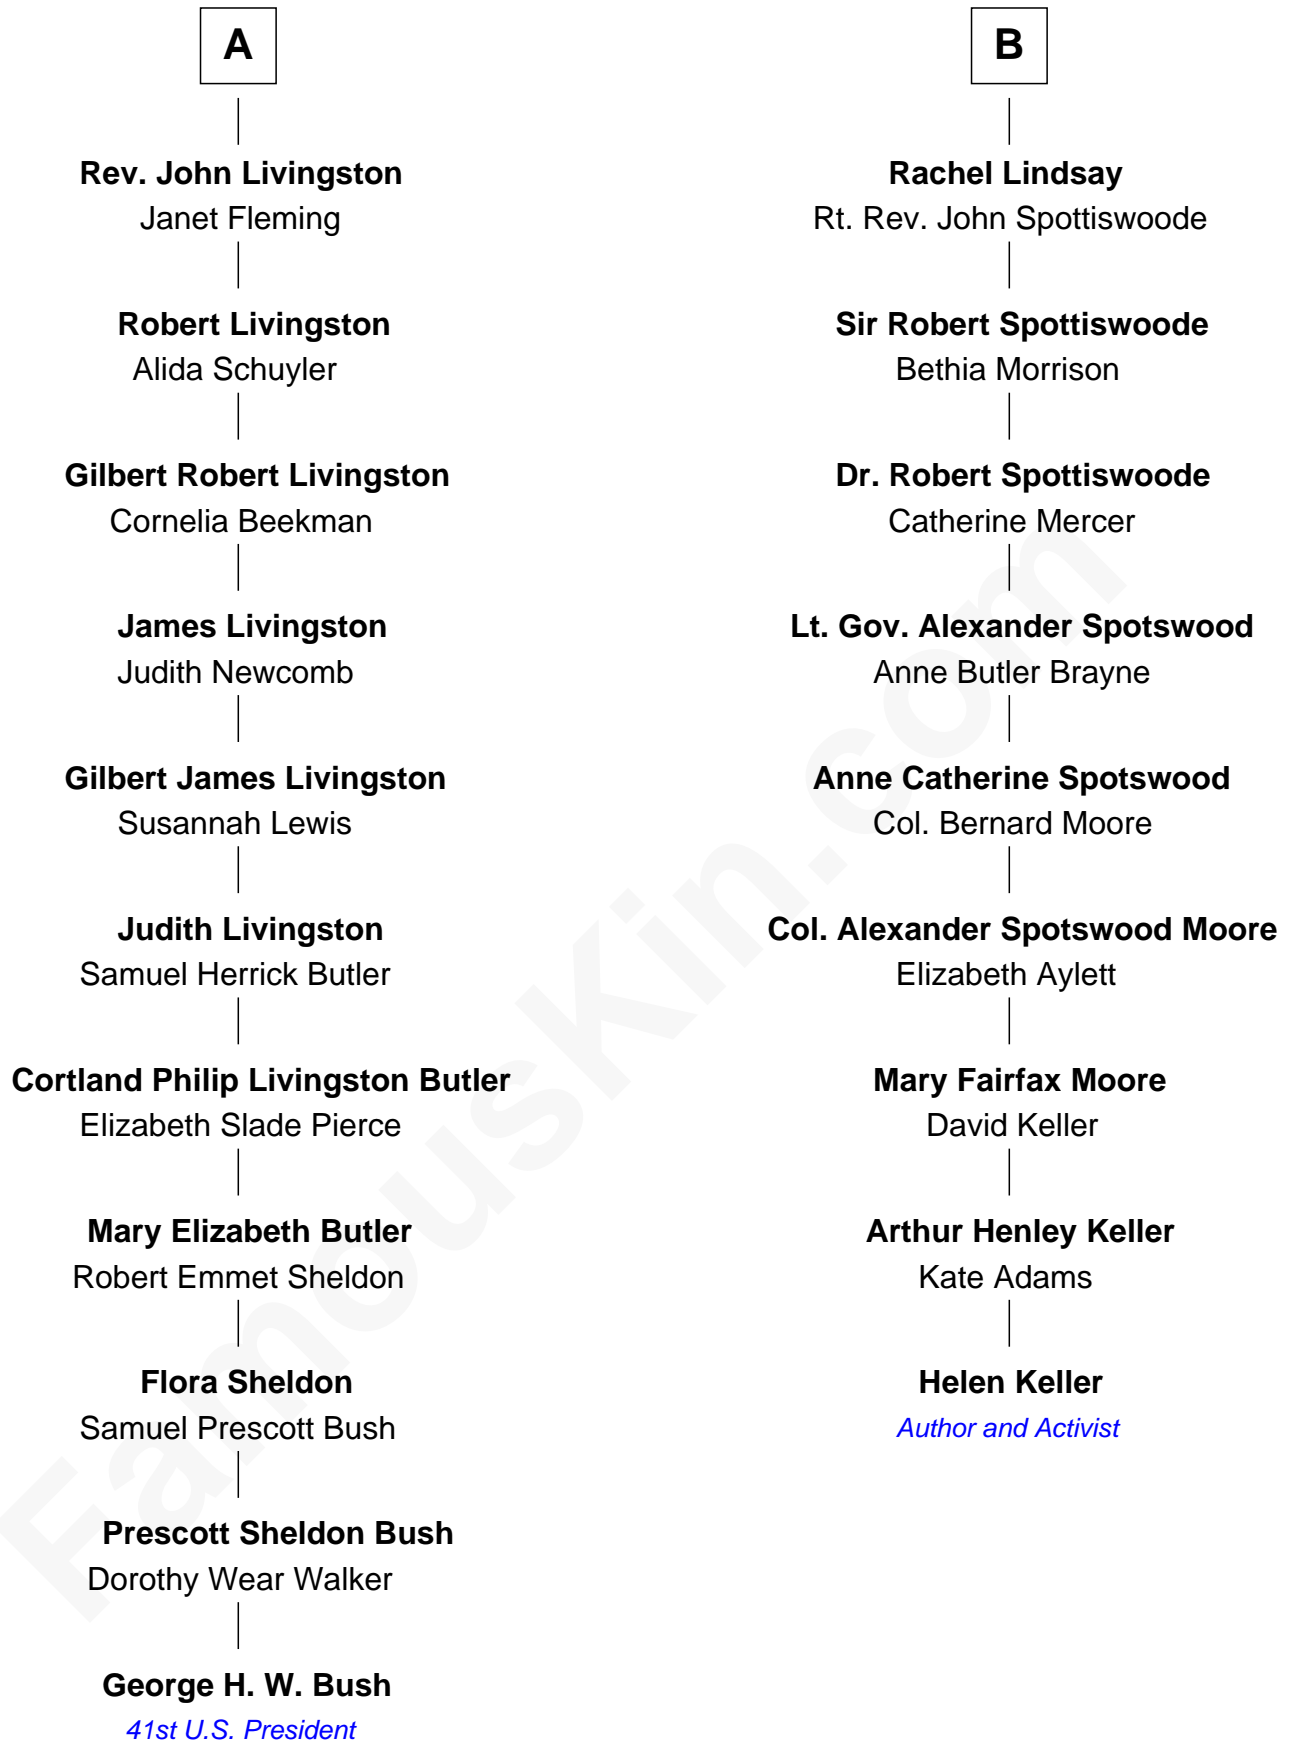 A
Rev. John Livingston
Janet Fleming
Robert Livingston
Alida Schuyler
Gilbert Robert Livingston
Cornelia Beekman
James Livingston
Judith Newcomb
Gilbert James Livingston
Susannah Lewis
Judith Livingston
Samuel Herrick Butler
Cortland Philip Livingston Butler
Elizabeth Slade Pierce
Mary Elizabeth Butler
Robert Emmet Sheldon
Flora Sheldon
Samuel Prescott Bush
Prescott Sheldon Bush
Dorothy Wear Walker
George H. W. Bush
41st U.S. President
B
Rachel Lindsay
Rt. Rev. John Spottiswoode
Sir Robert Spottiswoode
Bethia Morrison
Dr. Robert Spottiswoode
Catherine Mercer
Lt. Gov. Alexander Spotswood
Anne Butler Brayne
Anne Catherine Spotswood
Col. Bernard Moore
Col. Alexander Spotswood Moore
Elizabeth Aylett
Mary Fairfax Moore
David Keller
Arthur Henley Keller
Kate Adams
Helen Keller
Author and Activist
FamousKin.com